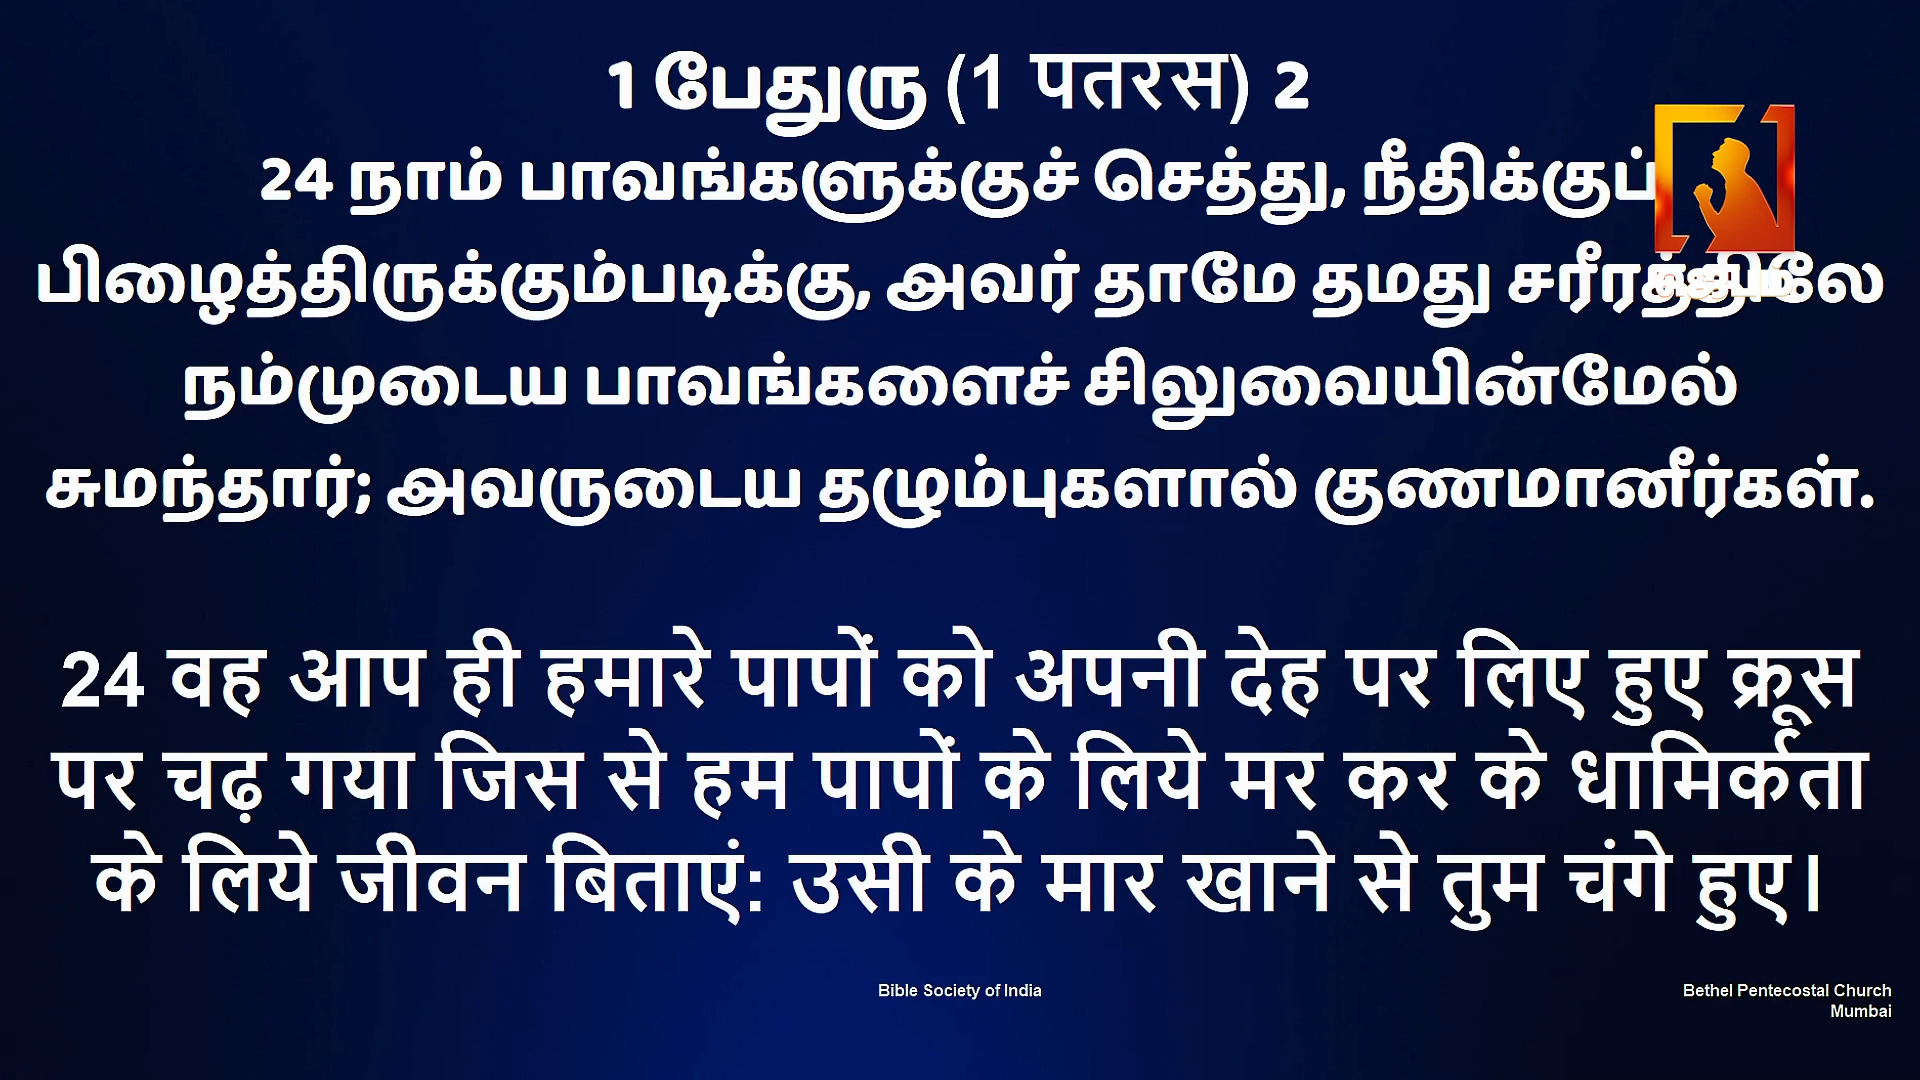 1 பேதுரு (1 पतरस) 2
24 நாம் பாவங்களுக்குச் செத்து, நீதிக்குப்
பிழைத்திருக்கும்படிக்கு, அவர் தாமே தமது சரீரத்திலே
நம்முடைய பாவங்களைச் சிலுவையின்மேல்
சுமந்தார்; அவருடைய தழும்புகளால் குணமானீர்கள்.
24 वह आप ही हमारे पापों को अपनी देह पर लिए हुए क्रूस
पर चढ़ गया जिस से हम पापों के लिये मर कर के धामिर्कता
के लिये जीवन बिताएं: उसी के मार खाने से तुम चंगे हुए।
Bible Society of India
Bethel Pentecostal Church
Mumbai